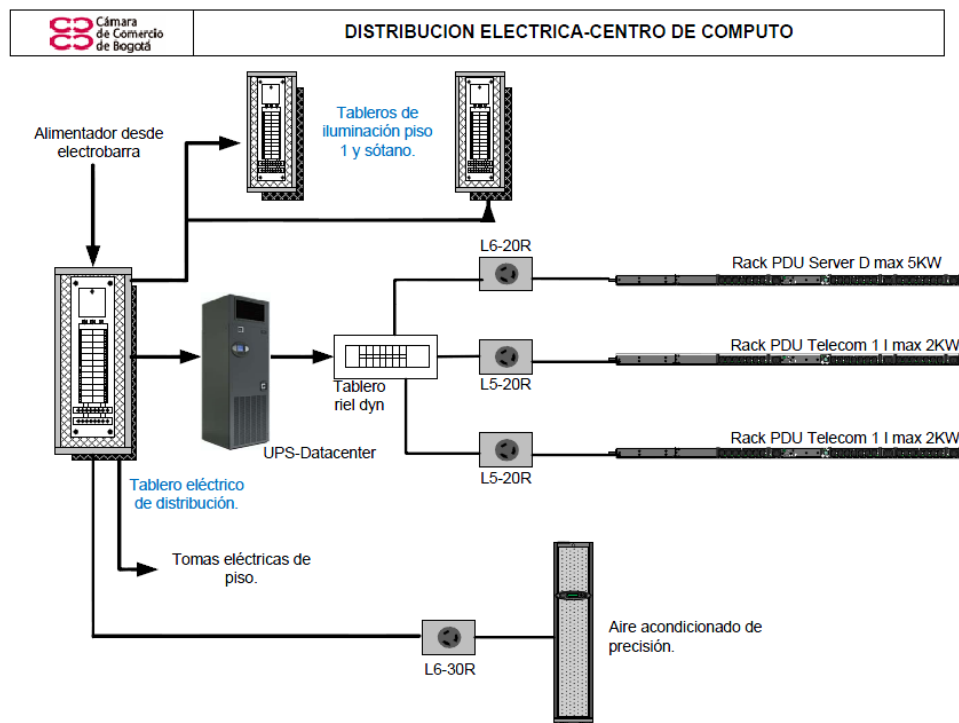 Cámara
de Comercio
de Bogotá
DISTRIBUCION ELECTRICA-CENTRO DE COMPUTO
Alimentador desde
electrobarra
Tableros de
iluminación piso
1 y sótano.
L6-20R
Rack PDU Server D max 5KW
Rack PDU Telecom 1 I max 2KW
L5-20R
Tablero
riel dyn
UPS-Datacenter
Rack PDU Telecom 1 I max 2KW
L5-20R
Tablero eléctrico
de distribución.
Tomas eléctricas de
piso.
Aire acondicionado de
precisión.
L6-30R